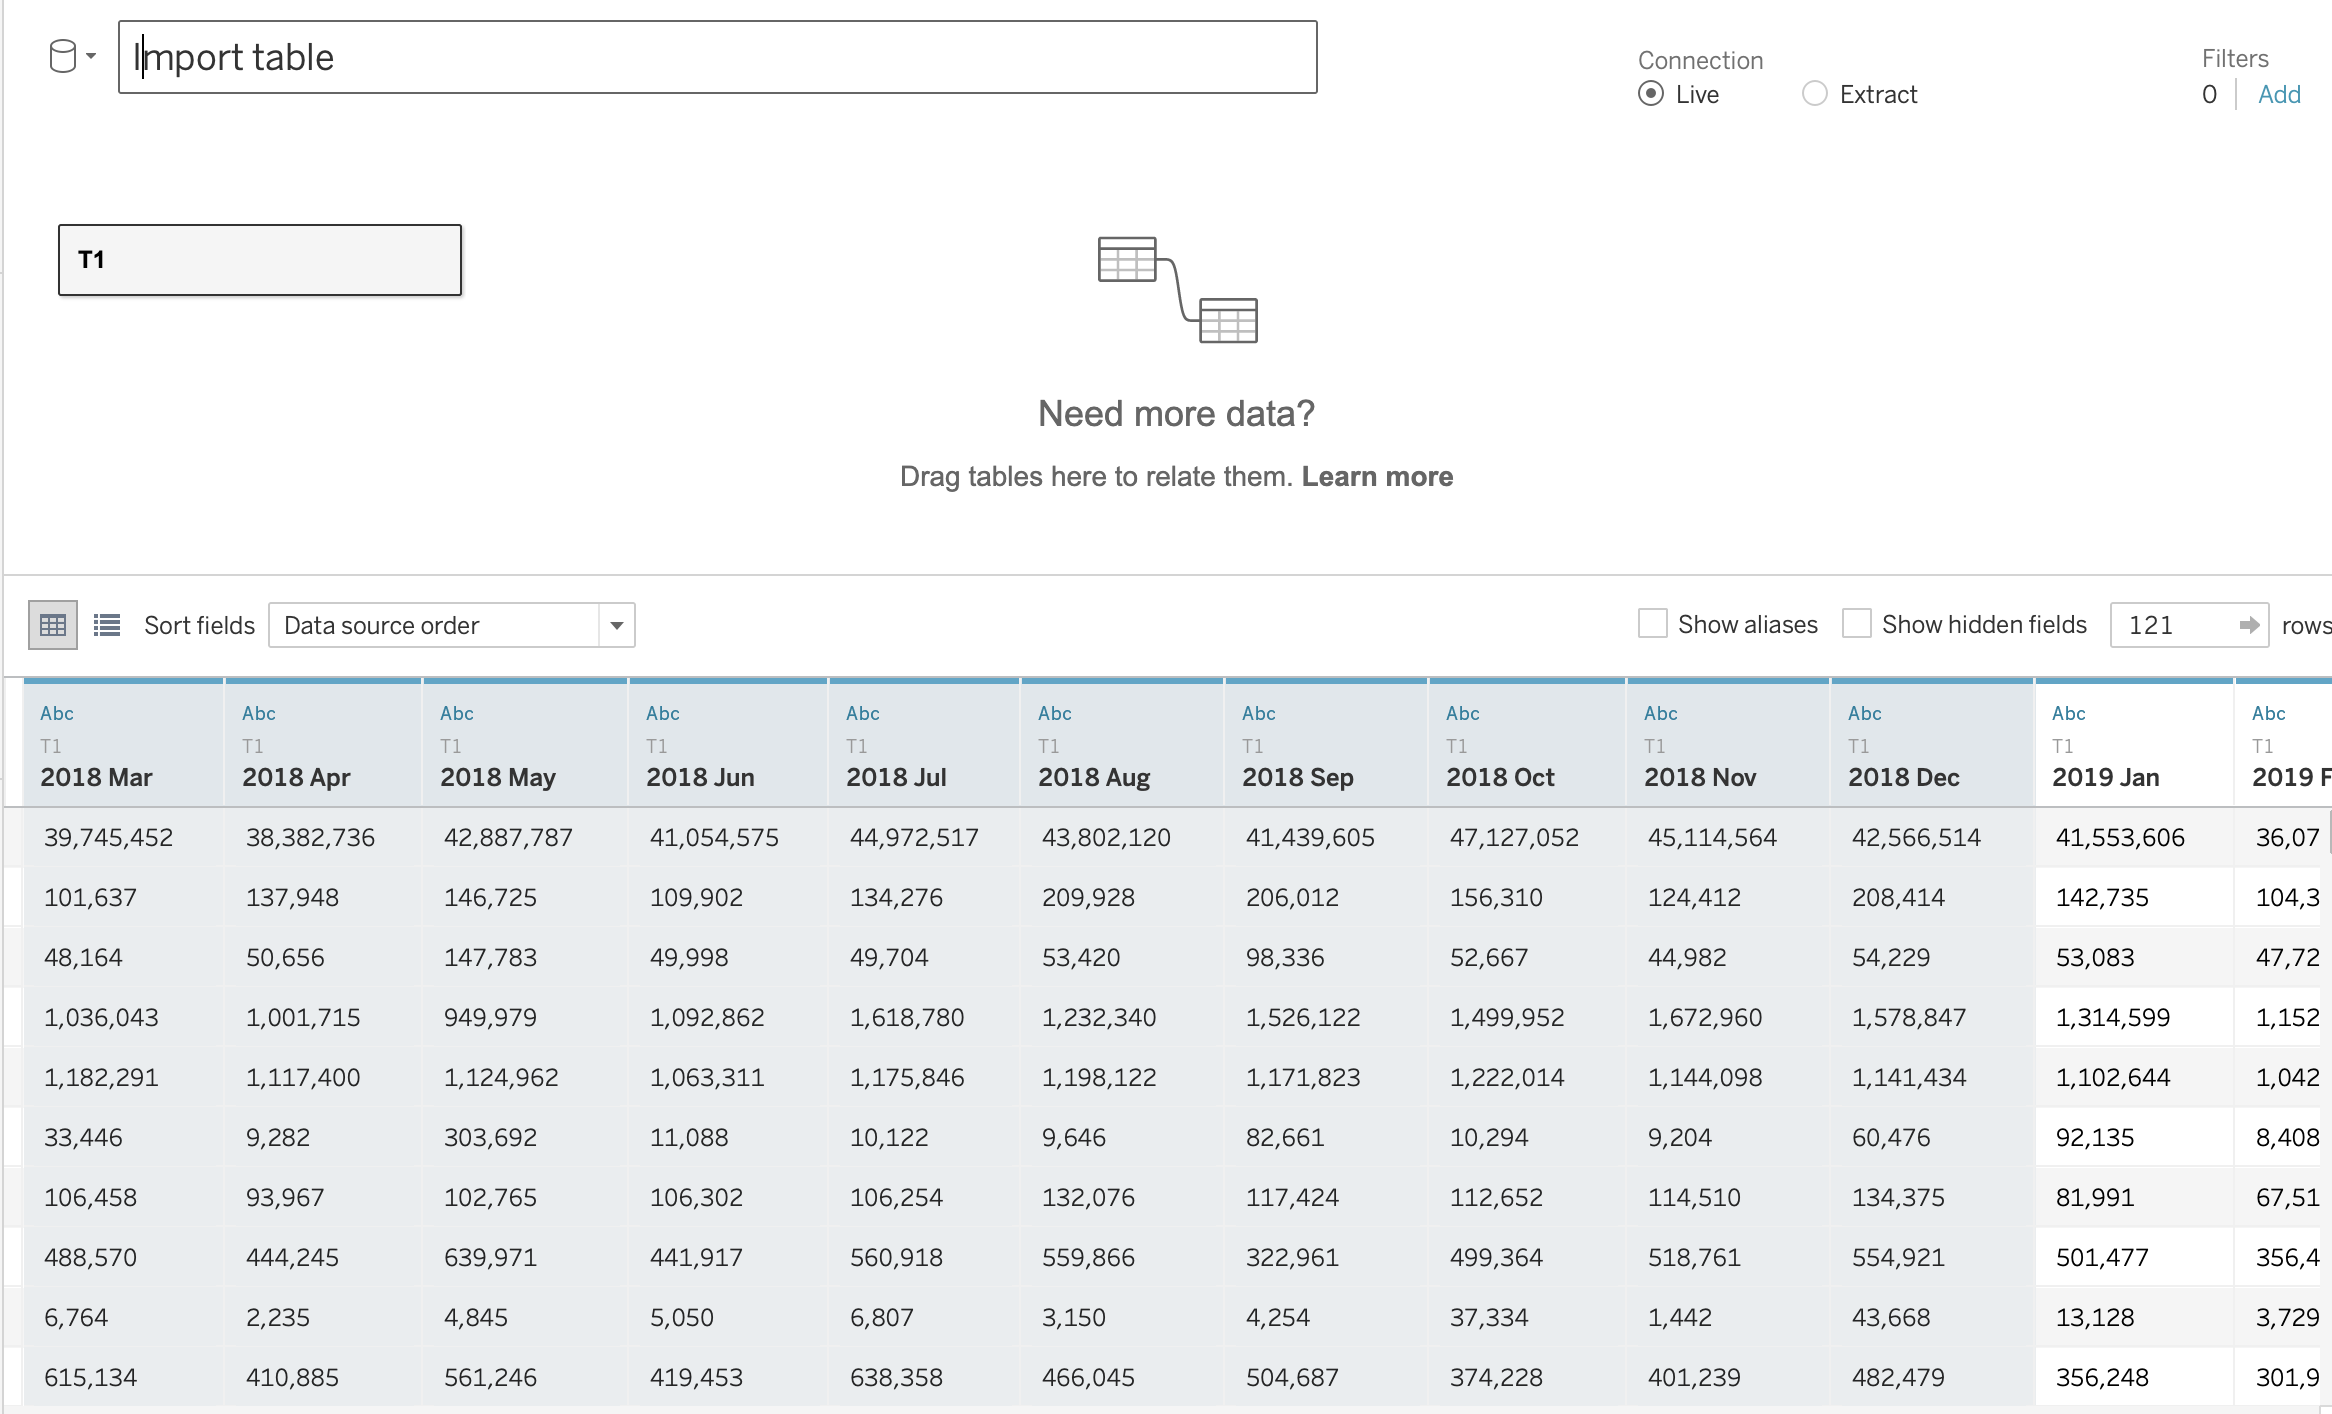 Import table
Connection
Live Extract
Filters
0 Add
T1
Need more data?
Drag tables here to relate them. Learn more
Sort fields Data source order Show aliases Show hidden fields 121 rows
Abc Abc Abc Abc Abc Abc Abc Abc Abc Abc Abc Abc
T1 T1 T1 T1 T1 T1 T1 T1 T1 T1 T1 T1
2018 Mar 2018 Apr 2018 May 2018 Jun 2018 Jul 2018 Aug 2018 Sep 2018 Oct 2018 Nov 2018 Dec 2019 Jan 2019 F
39,745,452 38,382,736 42,887,787 41,054,575 44,972,517 43,802,120 41,439,605 47,127,052 45,114,564 42,566,514 41,553,606 36,07
101,637 137,948 146,725 109,902 134,276 209,928 206,012 156,310 124,412 208,414 142,735 104,3
48,164 50,656 147,783 49,998 49,704 53,420 98,336 52,667 44,982 54,229 53,083 47,72
1,036,043 1,001,715 949,979 1,092,862 1,618,780 1,232,340 1,526,122 1,499,952 1,672,960 1,578,847 1,314,599 1,152
1,182,291 1,117,400 1,124,962 1,063,311 1,175,846 1,198,122 1,171,823 1,222,014 1,144,098 1,141,434 1,102,644 1,042
33,446 9,282 303,692 11,088 10,122 9,646 82,661 10,294 9,204 60,476 92,135 8,408
106,458 93,967 102,765 106,302 106,254 132,076 117,424 112,652 114,510 134,375 81,991 67,51
488,570 444,245 639,971 441,917 560,918 559,866 322,961 499,364 518,761 554,921 501,477 356,4
6,764 2,235 4,845 5,050 6,807 3,150 4,254 37,334 1,442 43,668 13,128 3,729
615,134 410,885 561,246 419,453 638,358 466,045 504,687 374,228 401,239 482,479 356,248 301,9